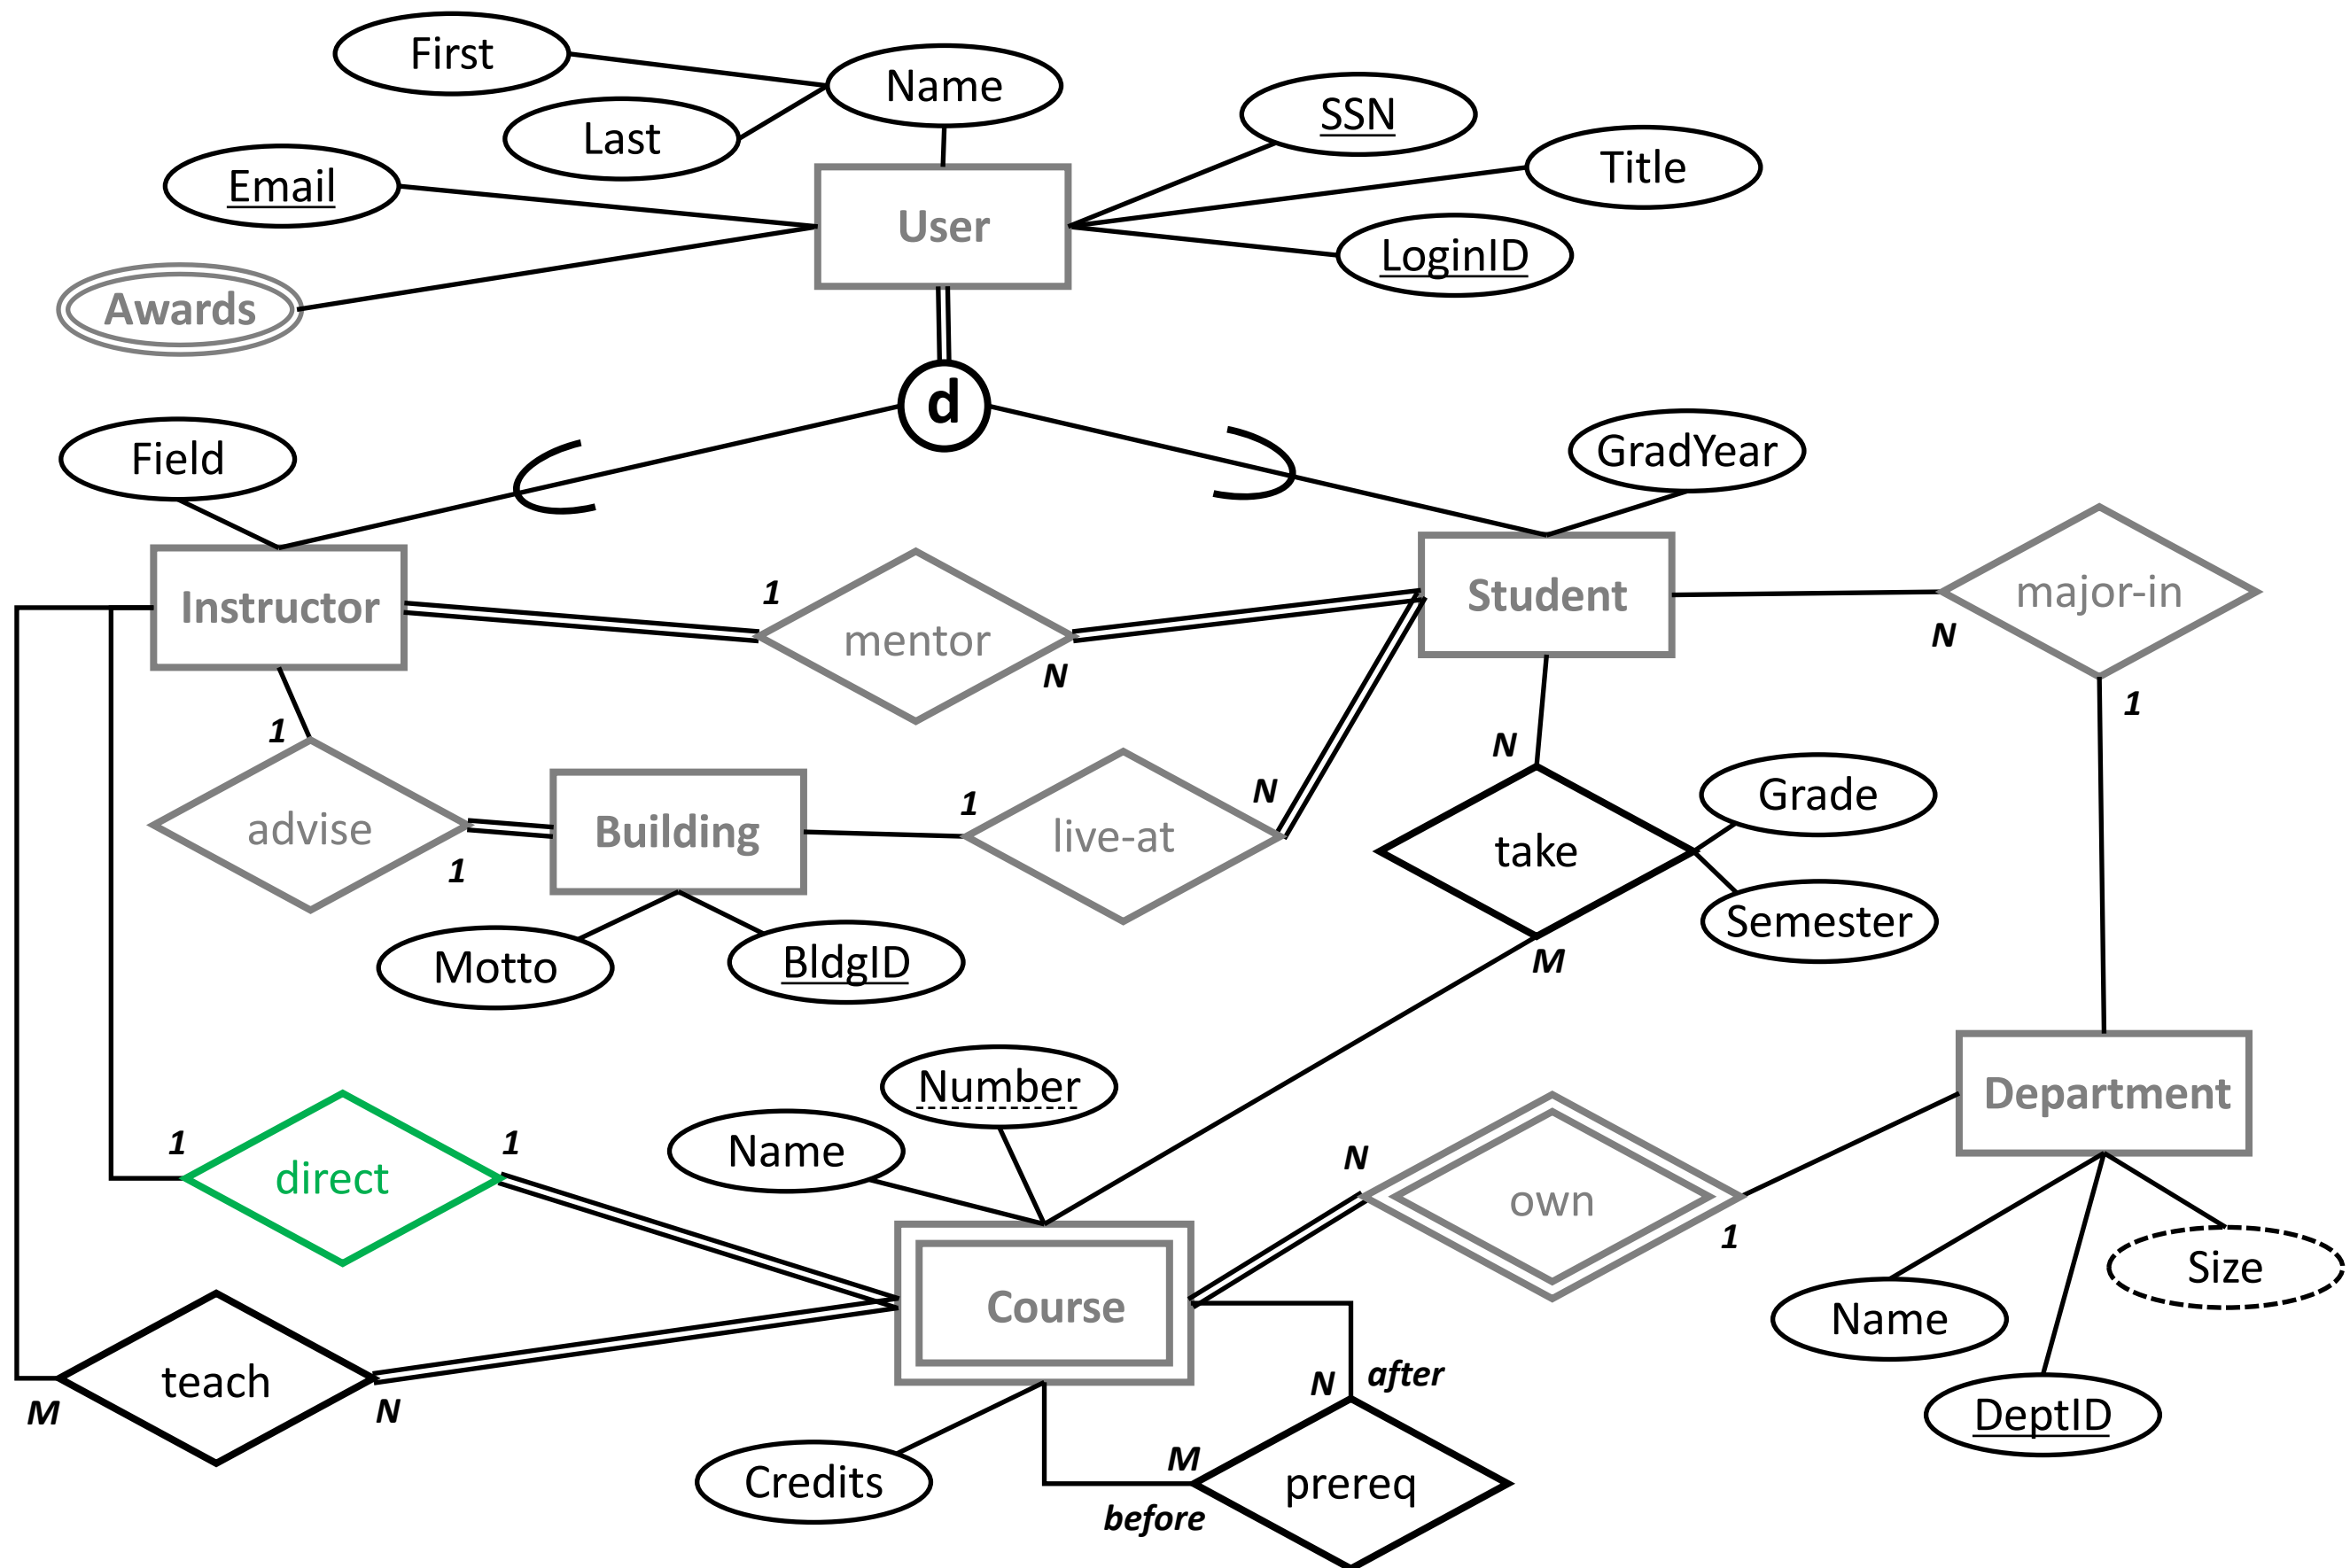 First
Name
Last
SSN
Title
Email
User
LoginID
Awards
d
Field
GradYear
Instructor
1
mentor
N
Student
major-in
N
1
1
advise
1
Building
1
live-at
N
N
take
Grade
Semester
M
Motto
BldgID
Number
Name
Department
1
direct
1
N
own
1
Size
Name
DeptID
Course
teach
M
N
after
N
M
before
prereq
Credits